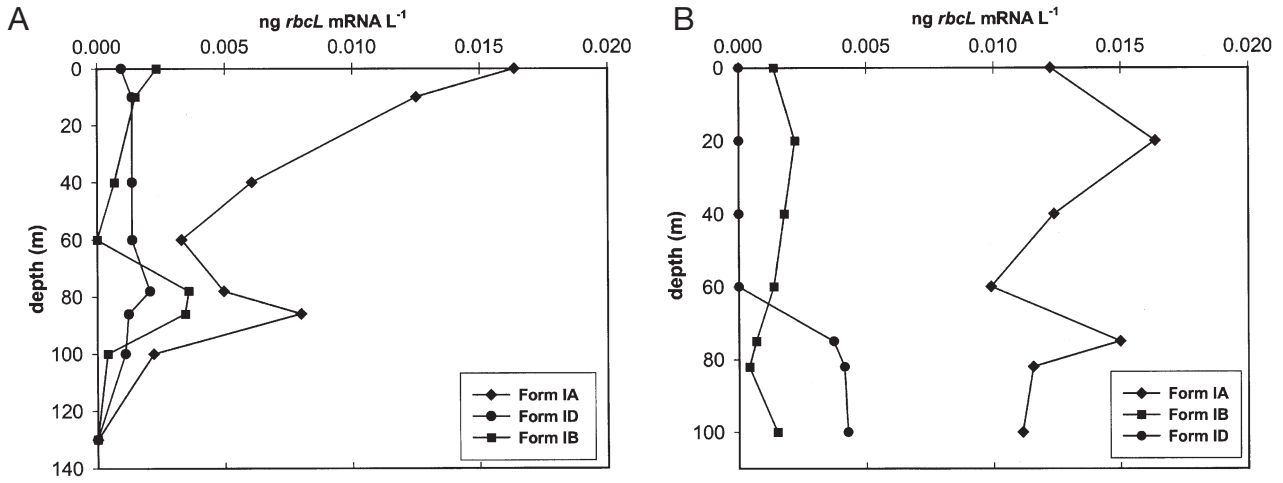 A
ng rbcL mRNA L-1
0.000 0.005 0.010 0.015 0.020
0
20
40
60
80
100
120
140
depth (m)
Form IA
Form ID
Form IB
B
ng rbcL mRNA L-1
0.000 0.005 0.010 0.015 0.020
0
20
40
60
80
100
depth (m)
Form IA
Form IB
Form ID